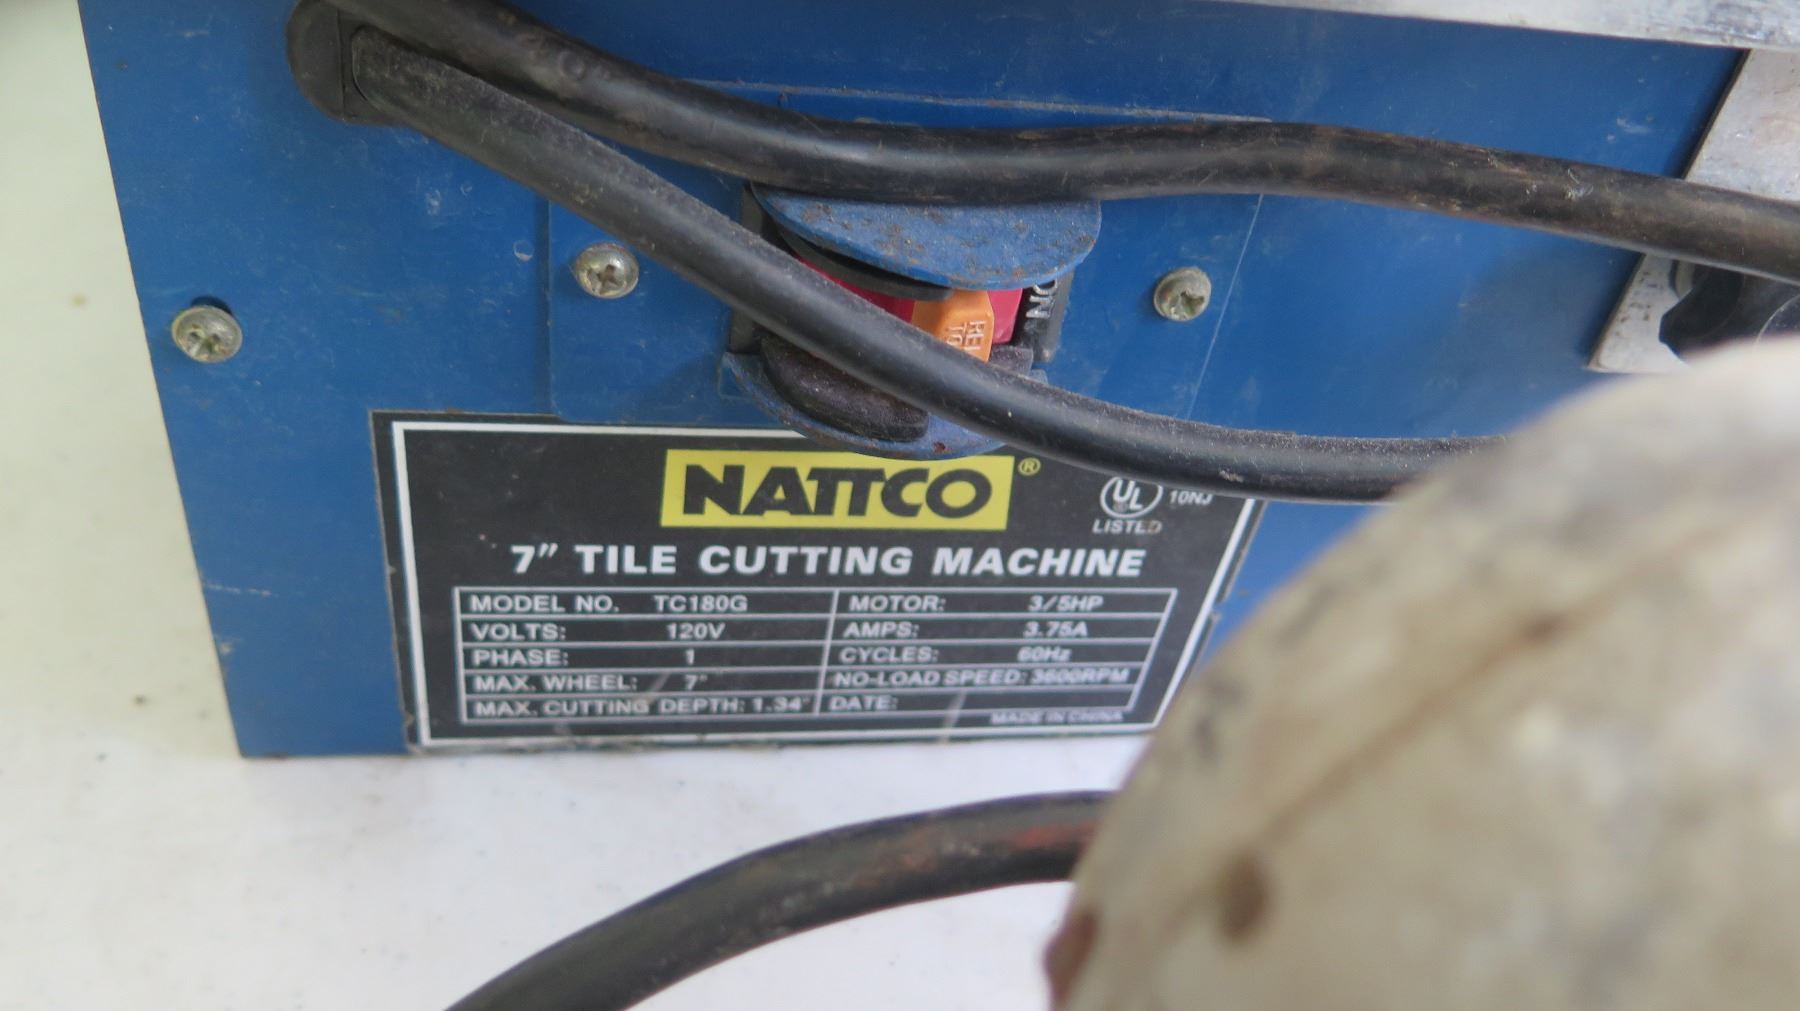 ON
NATTCO®
UL
LISTED
10NJ
7" TILE CUTTING MACHINE
MODEL NO. TC180G MOTOR: 3/5HP
VOLTS: 120V AMPS: 3.75A
PHASE: 1 CYCLES: 60Hz
MAX. WHEEL: 7" NO-LOAD SPEED: 3600RPM
MAX. CUTTING DEPTH: 1.34" DATE:
MADE IN CHINA